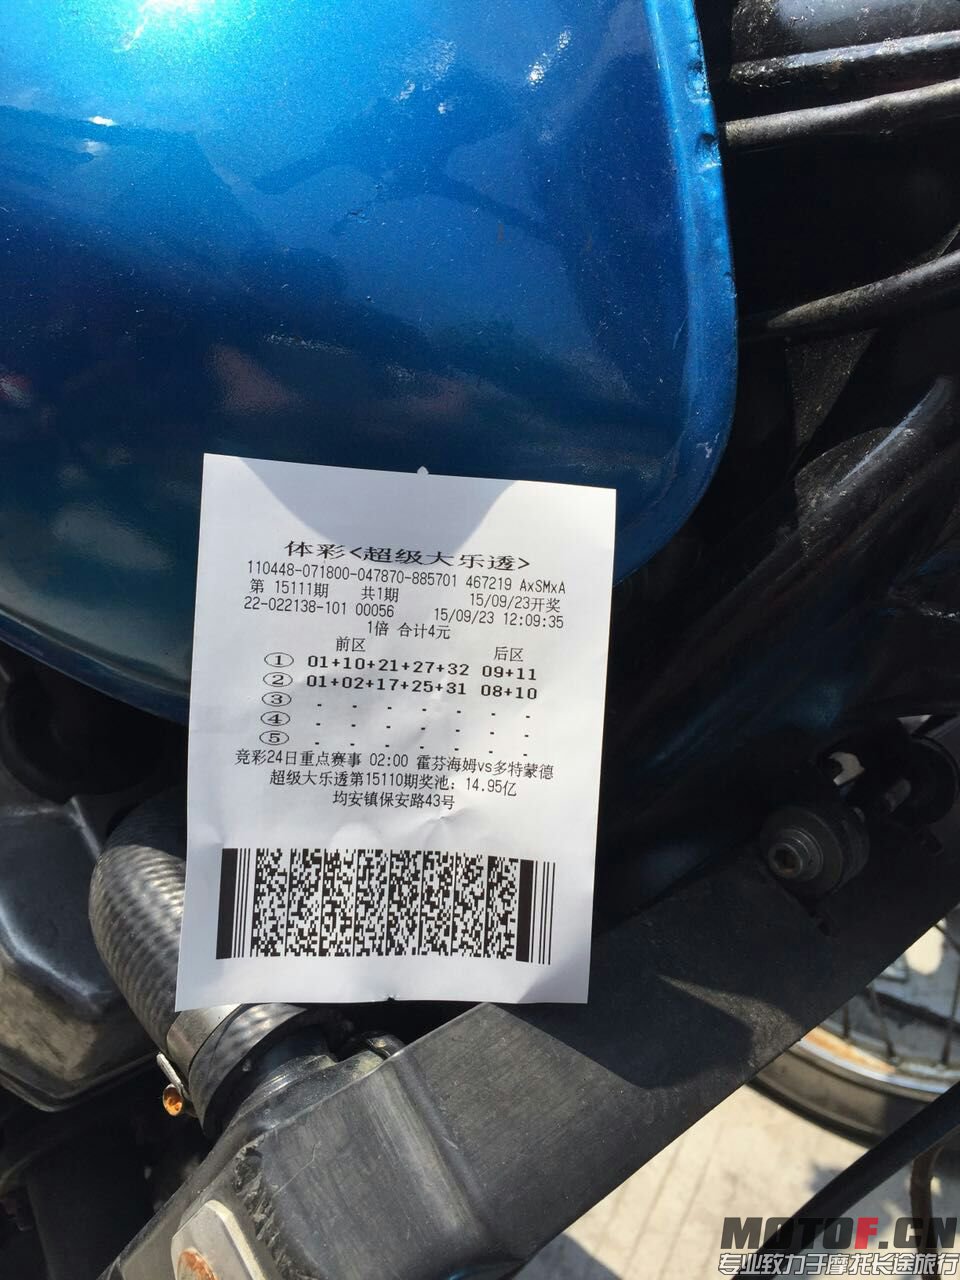 体彩<超级大乐透>
110448-071800-047870-885701 467219 AxSMxA
第 15111期 共1期 15/09/23开奖
22-022138-101 00056 15/09/23 12:09:35
1倍 合计4元
前区 后区
① 01+10+21+27+32 09+11
② 01+02+17+25+31 08+10
③ - - - - - - -
④ - - - - - - -
⑤ - - - - - - -
竞彩24日重点赛事 02:00 霍芬海姆vs多特蒙德
超级大乐透第15110期奖池: 14.95亿
均安镇保安路43号
MOTOF.CN
专业致力于摩托长途旅行